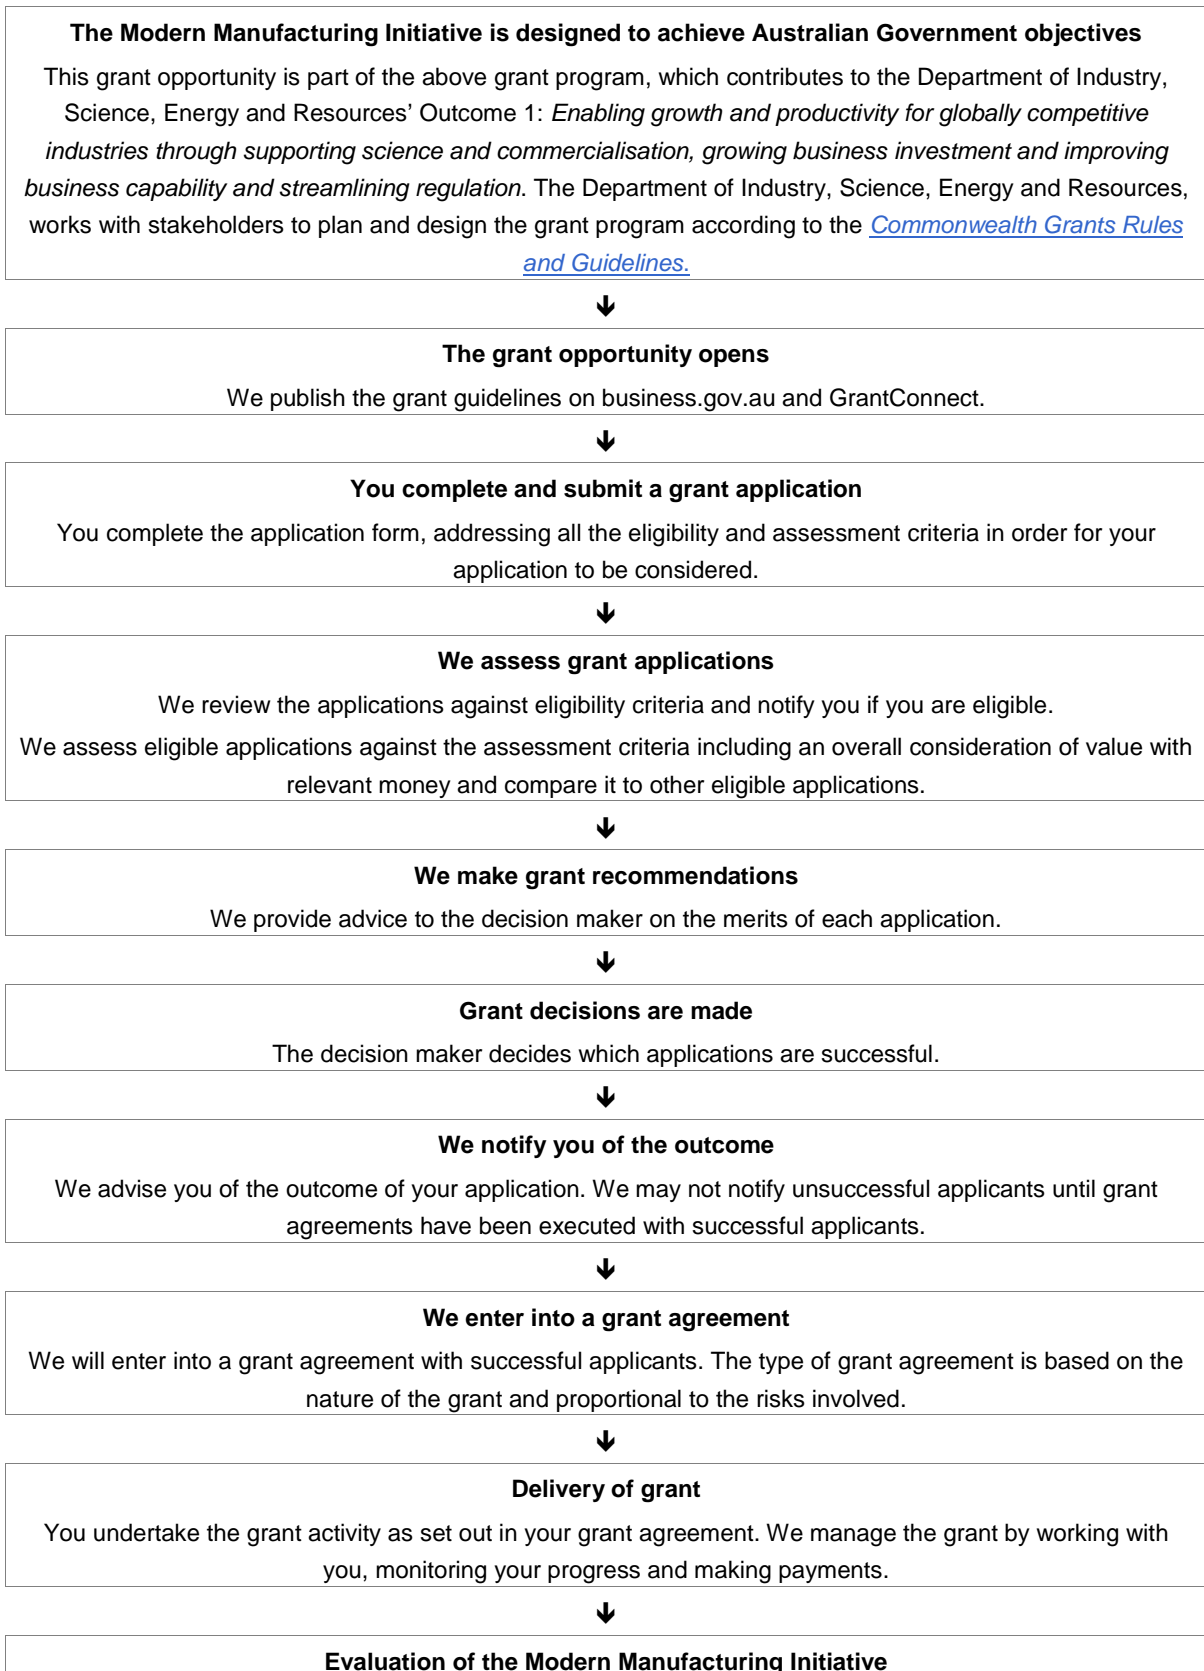 The Modern Manufacturing Initiative is designed to achieve Australian Government objectives
This grant opportunity is part of the above grant program, which contributes to the Department of Industry,
Science, Energy and Resources’ Outcome 1: Enabling growth and productivity for globally competitive
industries through supporting science and commercialisation, growing business investment and improving
business capability and streamlining regulation. The Department of Industry, Science, Energy and Resources,
works with stakeholders to plan and design the grant program according to the Commonwealth Grants Rules
and Guidelines.
The grant opportunity opens
We publish the grant guidelines on business.gov.au and GrantConnect.
You complete and submit a grant application
You complete the application form, addressing all the eligibility and assessment criteria in order for your
application to be considered.
We assess grant applications
We review the applications against eligibility criteria and notify you if you are eligible.
We assess eligible applications against the assessment criteria including an overall consideration of value with
relevant money and compare it to other eligible applications.
We make grant recommendations
We provide advice to the decision maker on the merits of each application.
Grant decisions are made
The decision maker decides which applications are successful.
We notify you of the outcome
We advise you of the outcome of your application. We may not notify unsuccessful applicants until grant
agreements have been executed with successful applicants.
We enter into a grant agreement
We will enter into a grant agreement with successful applicants. The type of grant agreement is based on the
nature of the grant and proportional to the risks involved.
Delivery of grant
You undertake the grant activity as set out in your grant agreement. We manage the grant by working with
you, monitoring your progress and making payments.
Evaluation of the Modern Manufacturing Initiative